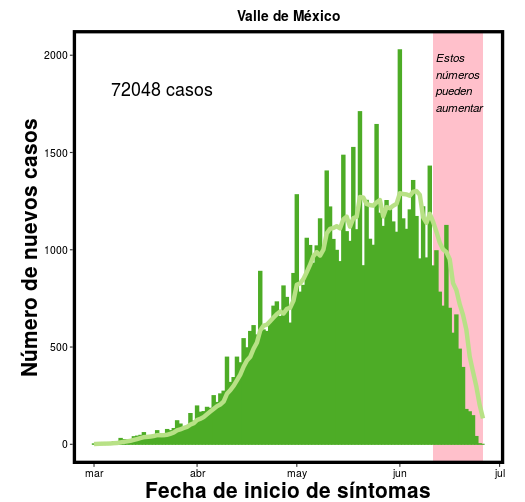 Valle de México
2000
1500
1000
500
0
Número de nuevos casos
72048 casos
Estos
números
pueden
aumentar
mar
abr
may
jun
jul
Fecha de inicio de síntomas